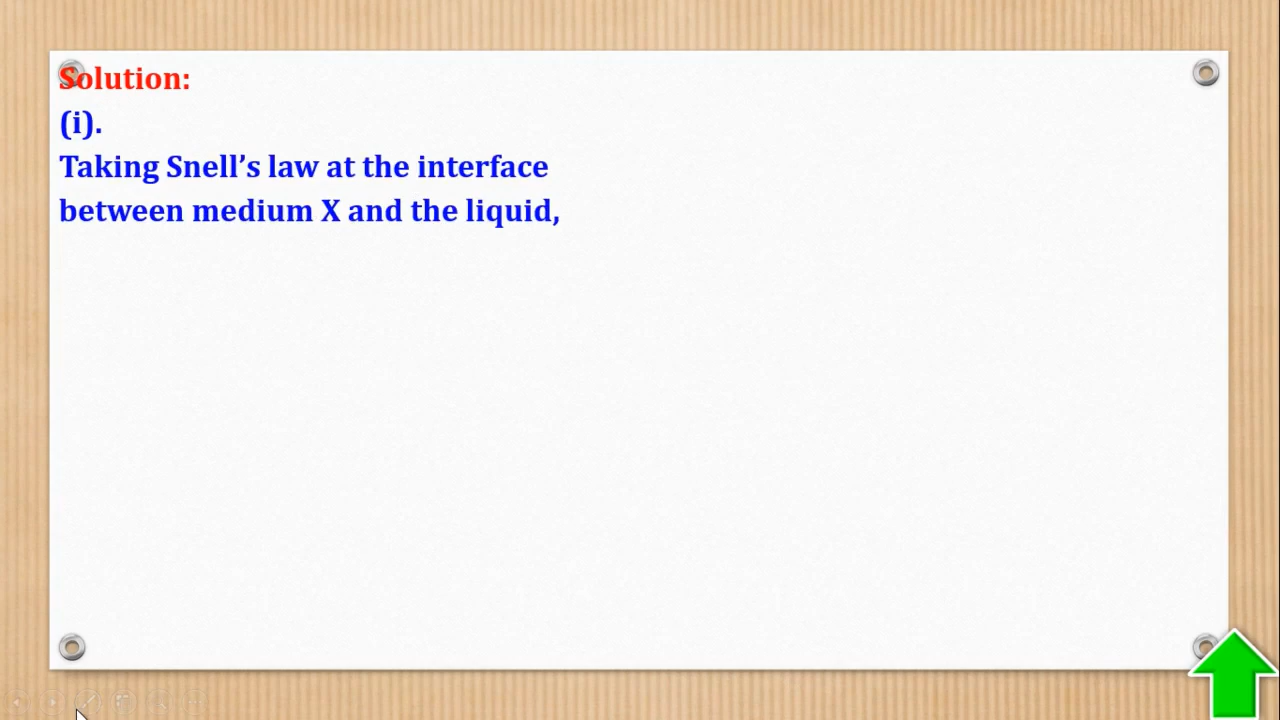 Solution:
(i).
Taking Snell’s law at the interface
between medium X and the liquid,